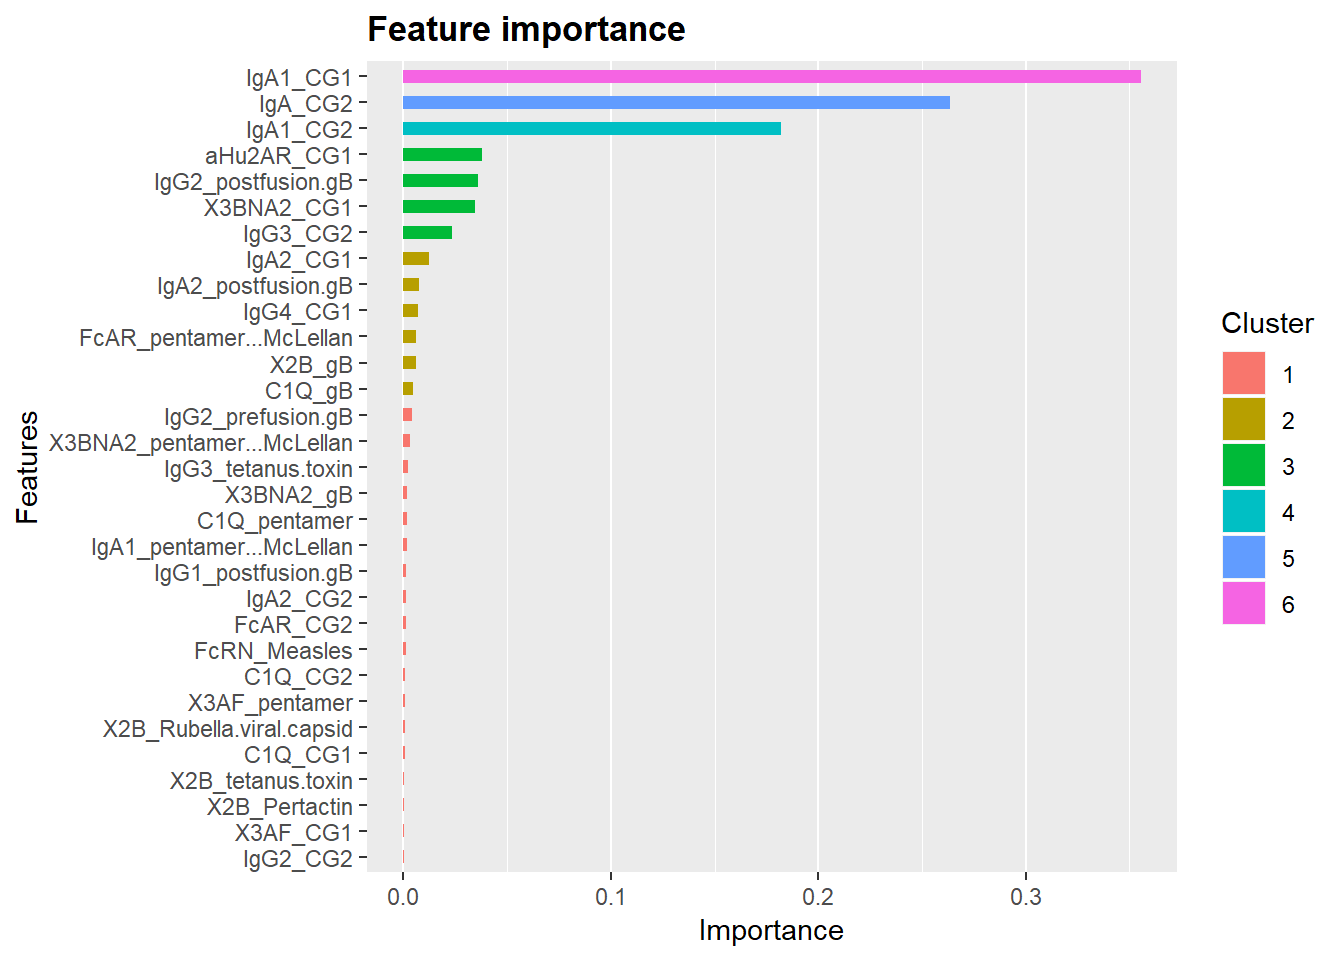 Feature importance
IgA1_CG1
IgA_CG2
IgA1_CG2
aHu2AR_CG1
IgG2_postfusion.gB
X3BNA2_CG1
IgG3_CG2
IgA2_CG1
IgA2_postfusion.gB
IgG4_CG1
FcAR_pentamer...McLellan
X2B_gB
C1Q_gB
IgG2_prefusion.gB
X3BNA2_pentamer...McLellan
IgG3_tetanus.toxin
X3BNA2_gB
C1Q_pentamer
IgA1_pentamer...McLellan
IgG1_postfusion.gB
IgA2_CG2
FcAR_CG2
FcRN_Measles
C1Q_CG2
X3AF_pentamer
X2B_Rubella.viral.capsid
C1Q_CG1
X2B_tetanus.toxin
X2B_Pertactin
X3AF_CG1
IgG2_CG2
Features
0.0 0.1 0.2 0.3
Importance
Cluster
1
2
3
4
5
6